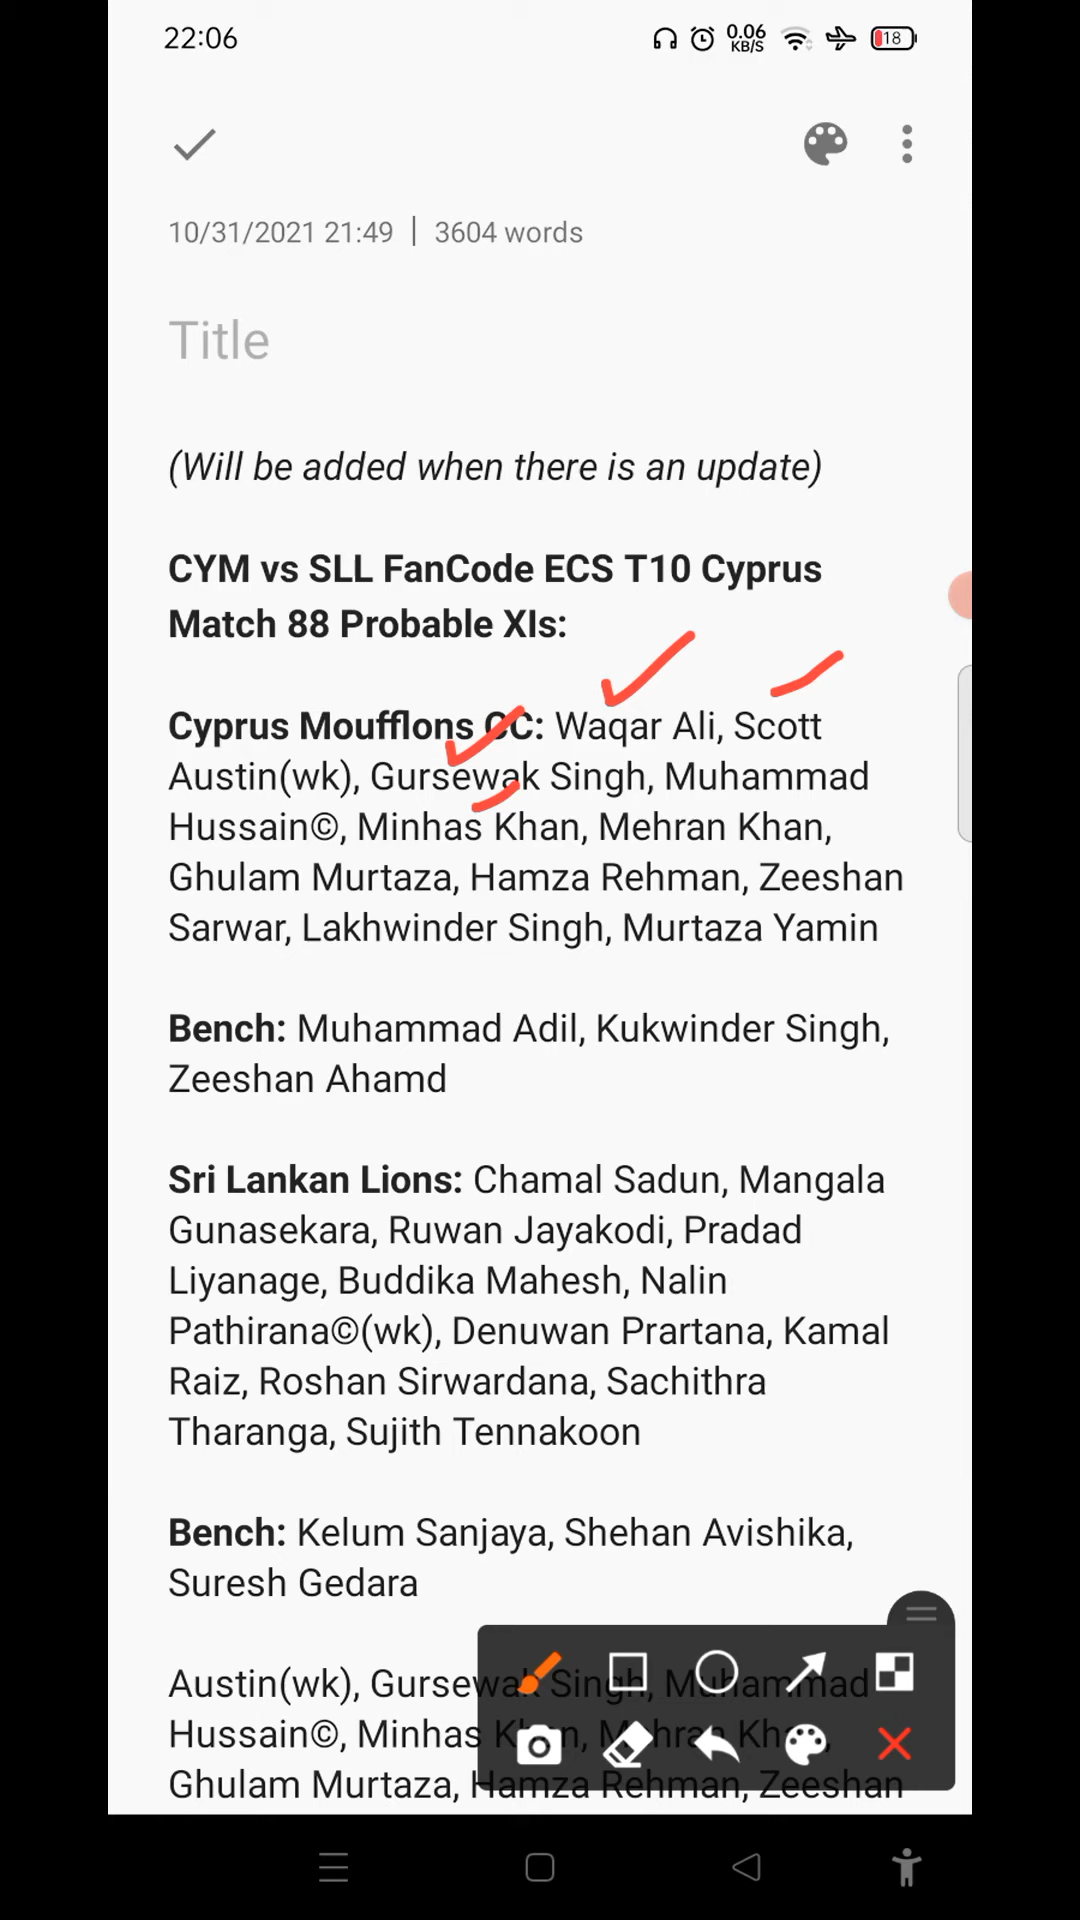 22:06
0.06
KB/S
18
10/31/2021 21:49 | 3604 words
Title
(Will be added when there is an update)
CYM vs SLL FanCode ECS T10 Cyprus
Match 88 Probable XIs:
Cyprus Moufflons CC: Waqar Ali, Scott
Austin(wk), Gursewak Singh, Muhammad
Hussain©, Minhas Khan, Mehran Khan,
Ghulam Murtaza, Hamza Rehman, Zeeshan
Sarwar, Lakhwinder Singh, Murtaza Yamin
Bench: Muhammad Adil, Kukwinder Singh,
Zeeshan Ahamd
Sri Lankan Lions: Chamal Sadun, Mangala
Gunasekara, Ruwan Jayakodi, Pradad
Liyanage, Buddika Mahesh, Nalin
Pathirana©(wk), Denuwan Prartana, Kamal
Raiz, Roshan Sirwardana, Sachithra
Tharanga, Sujith Tennakoon
Bench: Kelum Sanjaya, Shehan Avishika,
Suresh Gedara
Austin(wk), Gursewak Singh, Muhammad
Hussain©, Minhas Khan, Mehran Khan,
Ghulam Murtaza, Hamza Rehman, Zeeshan